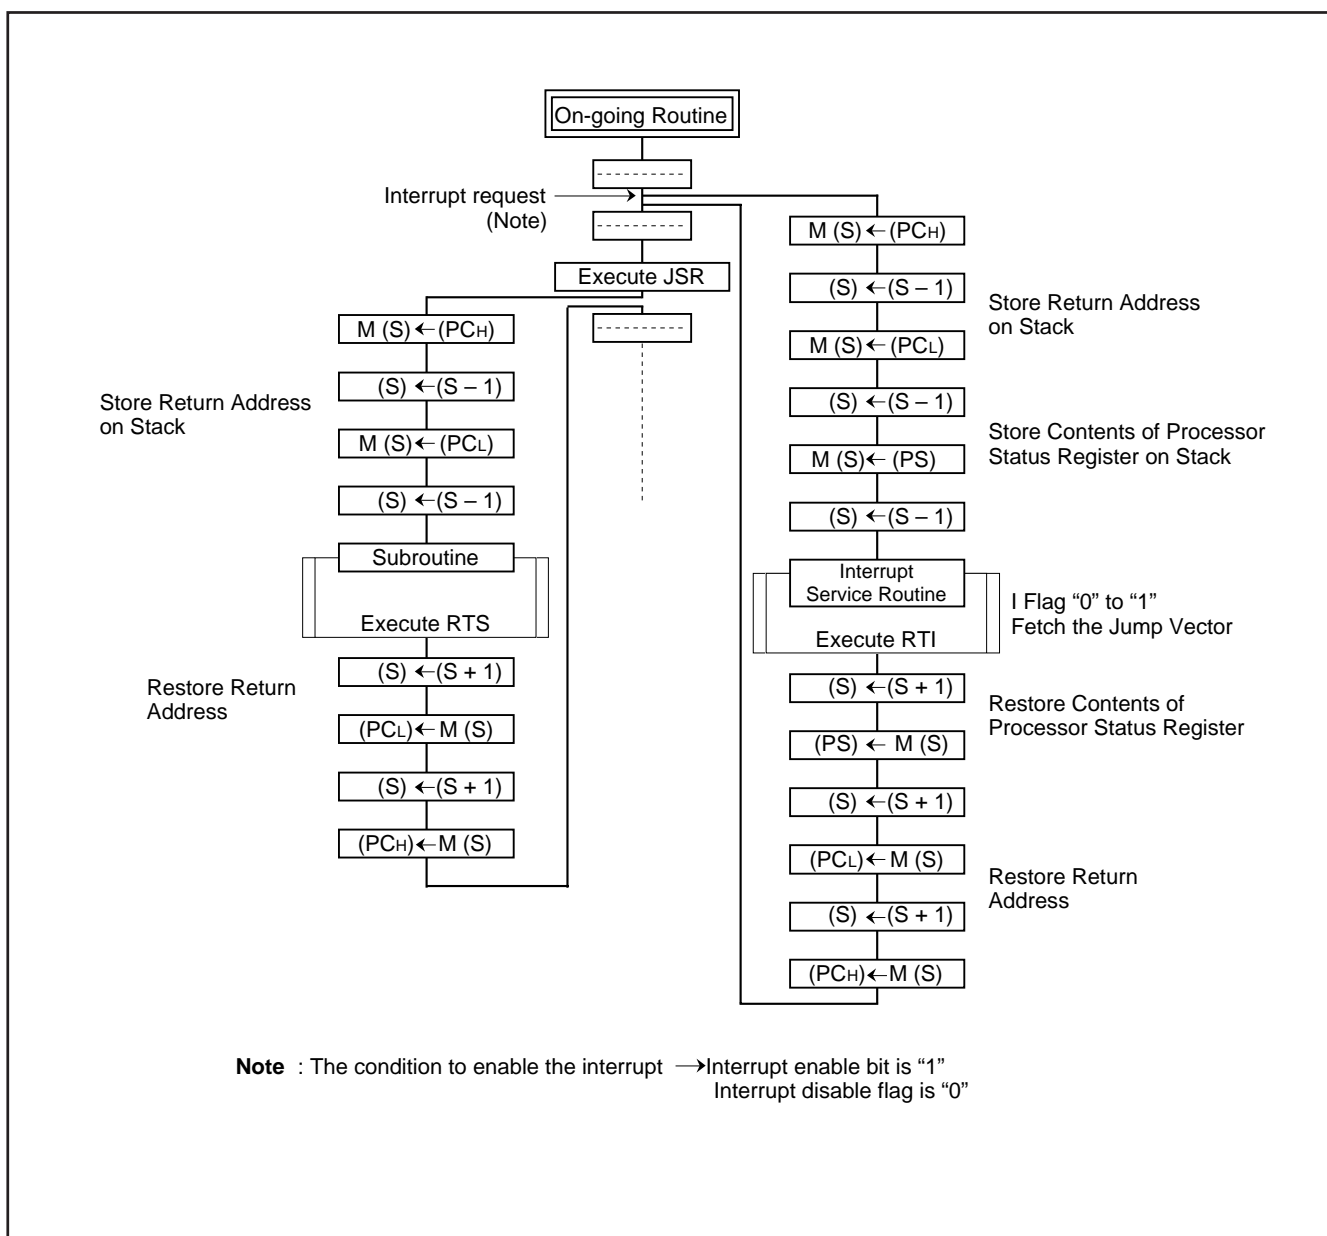 On-going Routine
Interrupt request
(Note)
Execute JSR
M (S) ← (PCH)
(S) ← (S – 1)
M (S) ← (PCL)
(S) ← (S – 1)
Store Return Address
on Stack
Subroutine
Execute RTS
(S) ← (S + 1)
(PCL) ← M (S)
(S) ← (S + 1)
(PCH) ← M (S)
Restore Return
Address
M (S) ← (PCH)
(S) ← (S – 1)
M (S) ← (PCL)
(S) ← (S – 1)
M (S) ← (PS)
(S) ← (S – 1)
Store Return Address
on Stack
Store Contents of Processor
Status Register on Stack
Interrupt
Service Routine
Execute RTI
I Flag “0” to “1”
Fetch the Jump Vector
(S) ← (S + 1)
(PS) ← M (S)
(S) ← (S + 1)
(PCL) ← M (S)
(S) ← (S + 1)
(PCH) ← M (S)
Restore Contents of
Processor Status Register
Restore Return
Address
Note : The condition to enable the interrupt → Interrupt enable bit is “1”
Interrupt disable flag is “0”